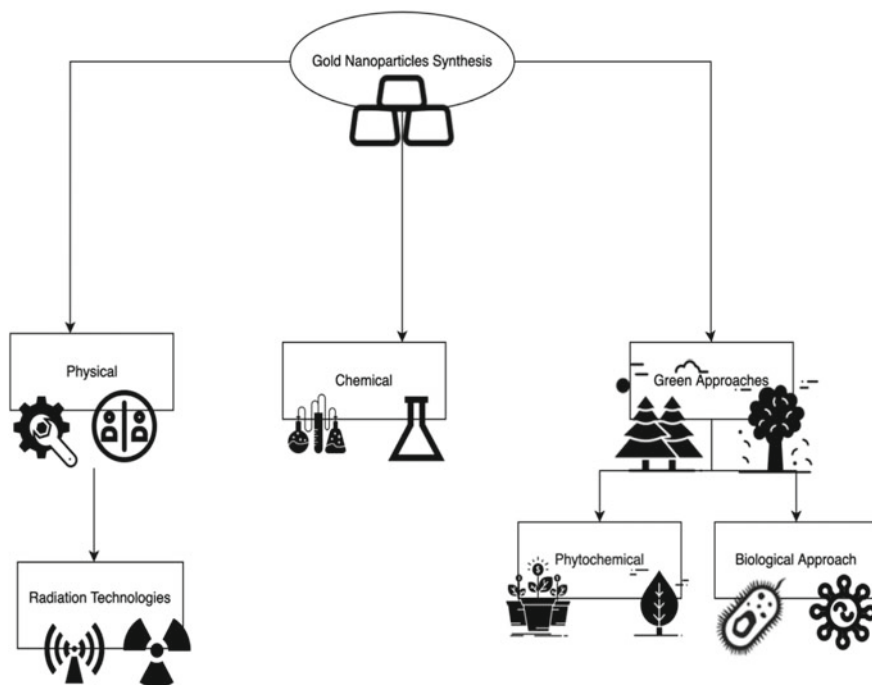 Gold Nanoparticles Synthesis
Physical
Chemical
Green Approaches
Radiation Technologies
Phytochemical
Biological Approach